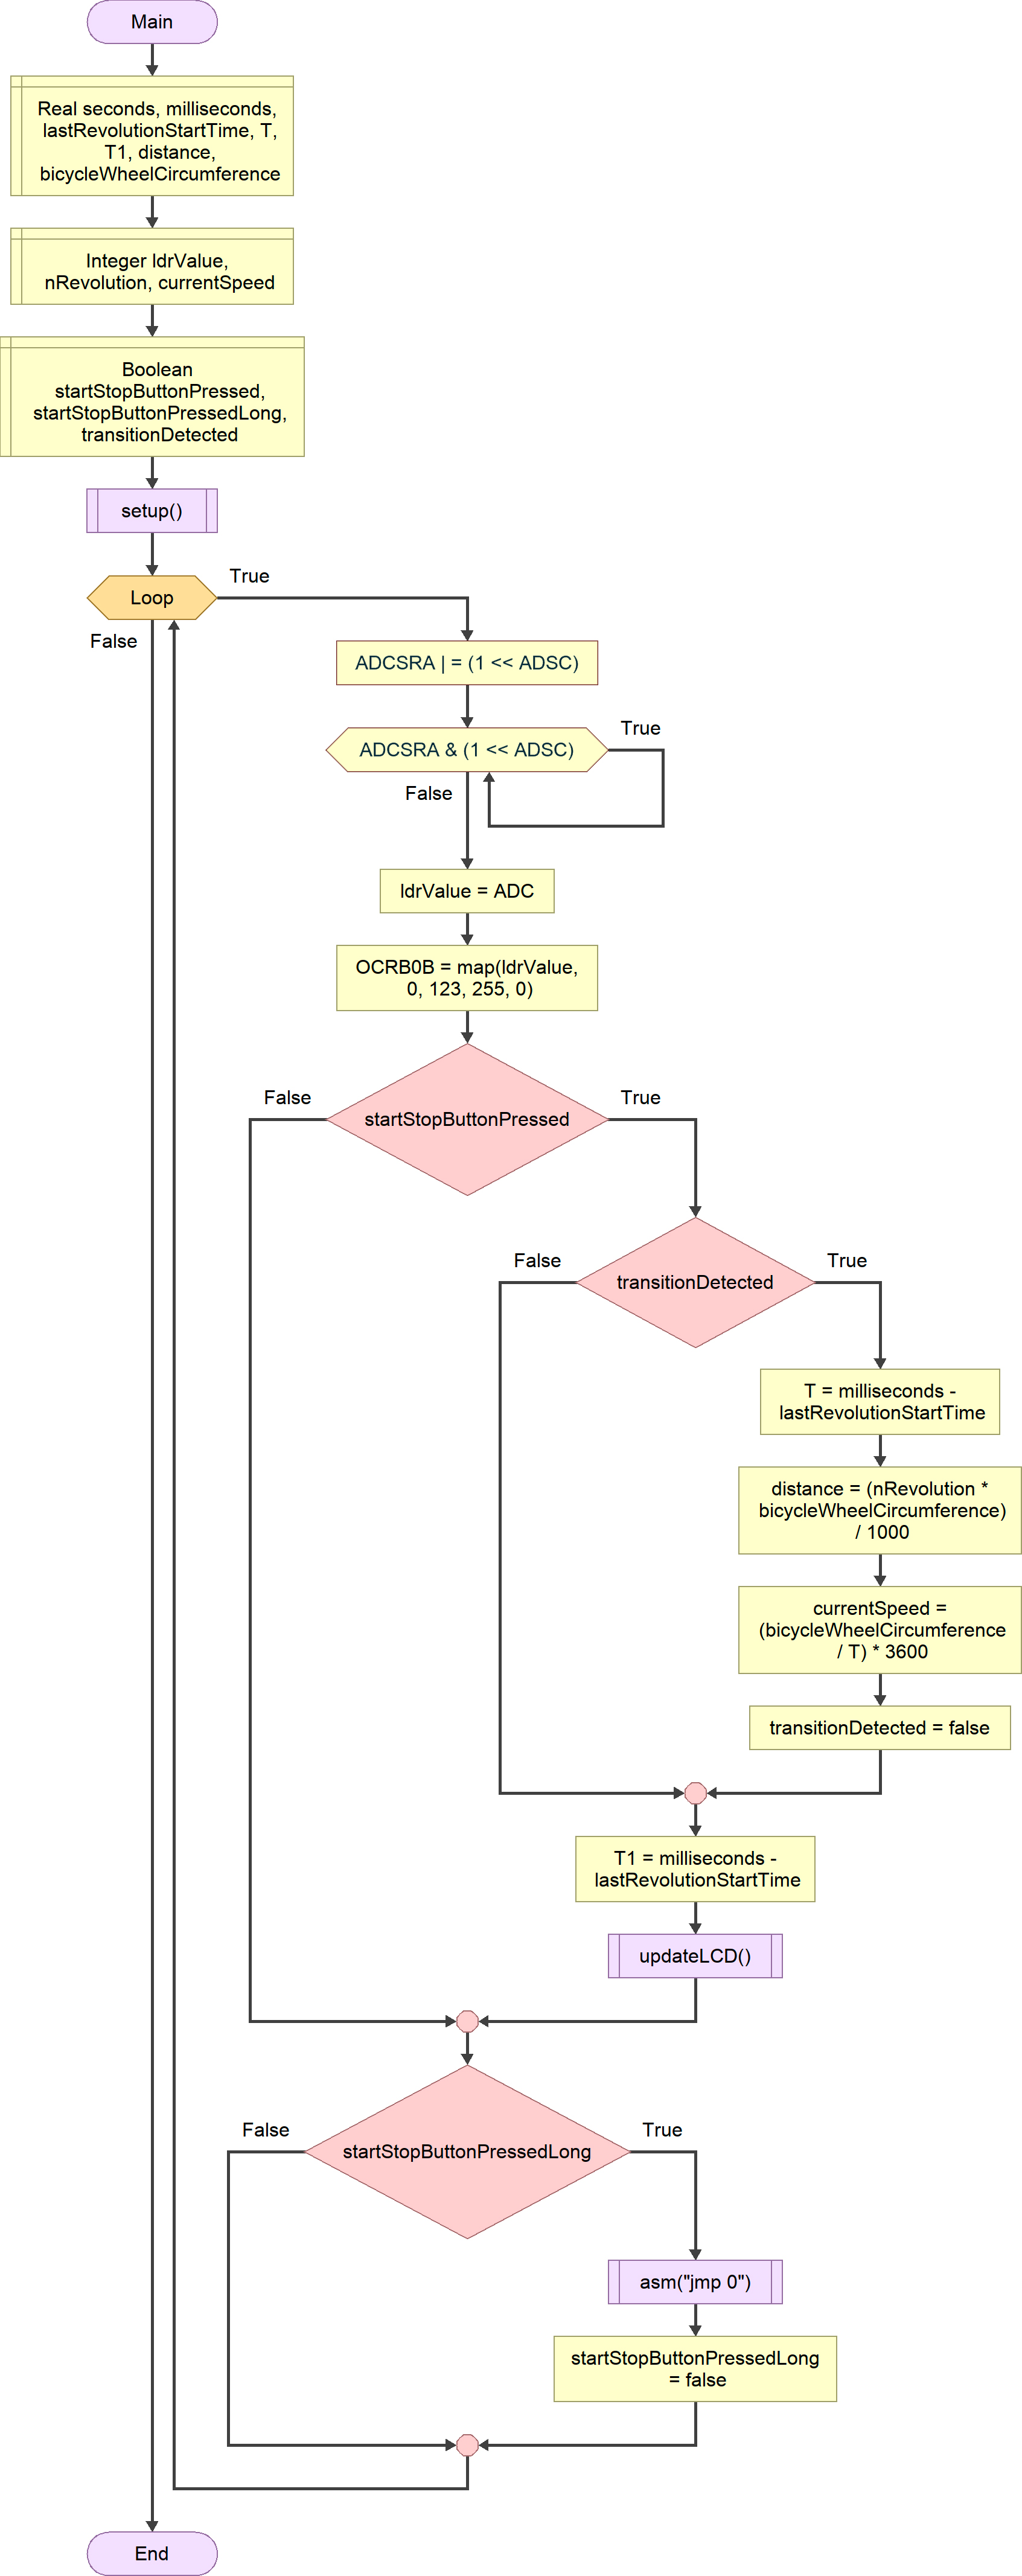 Main
Real seconds, milliseconds,
lastRevolutionStartTime, T,
T1, distance,
bicycleWheelCircumference
Integer ldrValue,
nRevolution, currentSpeed
Boolean
startStopButtonPressed,
startStopButtonPressedLong,
transitionDetected
setup()
Loop
True
False
ADCSRA | = (1 << ADSC)
ADCSRA & (1 << ADSC)
True
False
ldrValue = ADC
OCRB0B = map(ldrValue,
0, 123, 255, 0)
False
startStopButtonPressed
True
False
transitionDetected
True
T = milliseconds -
lastRevolutionStartTime
distance = (nRevolution *
bicycleWheelCircumference)
/ 1000
currentSpeed =
(bicycleWheelCircumference
/ T) * 3600
transitionDetected = false
T1 = milliseconds -
lastRevolutionStartTime
updateLCD()
False
startStopButtonPressedLong
True
asm("jmp 0")
startStopButtonPressedLong
= false
End